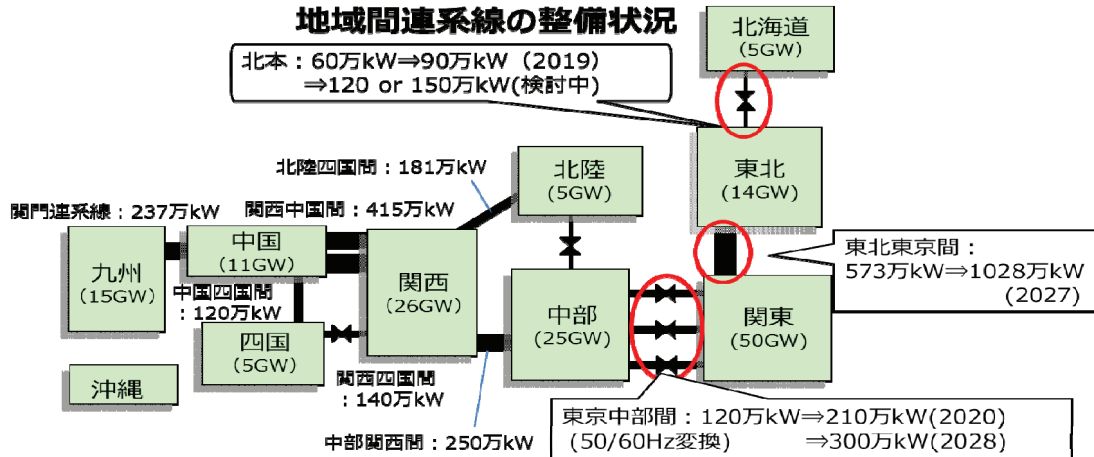 地域間連系線の整備状況
北本：60万kW⇒90万kW（2019）
⇒120 or 150万kW(検討中)
北海道
(5GW)
東北
(14GW)
北陸四国間：181万kW
北陸
(5GW)
関門連系線：237万kW
関西中国間：415万kW
東北東京間：
573万kW⇒1028万kW
(2027)
九州
(15GW)
中国
(11GW)
関西
(26GW)
中部
(25GW)
関東
(50GW)
中国四国間
：120万kW
四国
(5GW)
沖縄
関西四国間
：140万kW
中部関西間：250万kW
東京中部間：120万kW⇒210万kW(2020)
(50/60Hz変換) ⇒300万kW(2028)